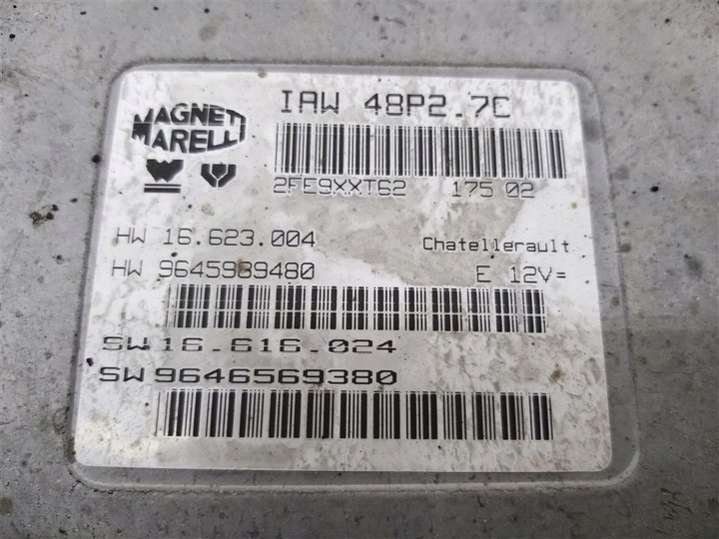 MAGNETI
MARELLI
IAW 48P2.7C
2FE9XXT62 175 02
HW 16.623.004 Chatellerault
HW 9645989480 E 12V=
SW 16.616.024
SW 9646569380